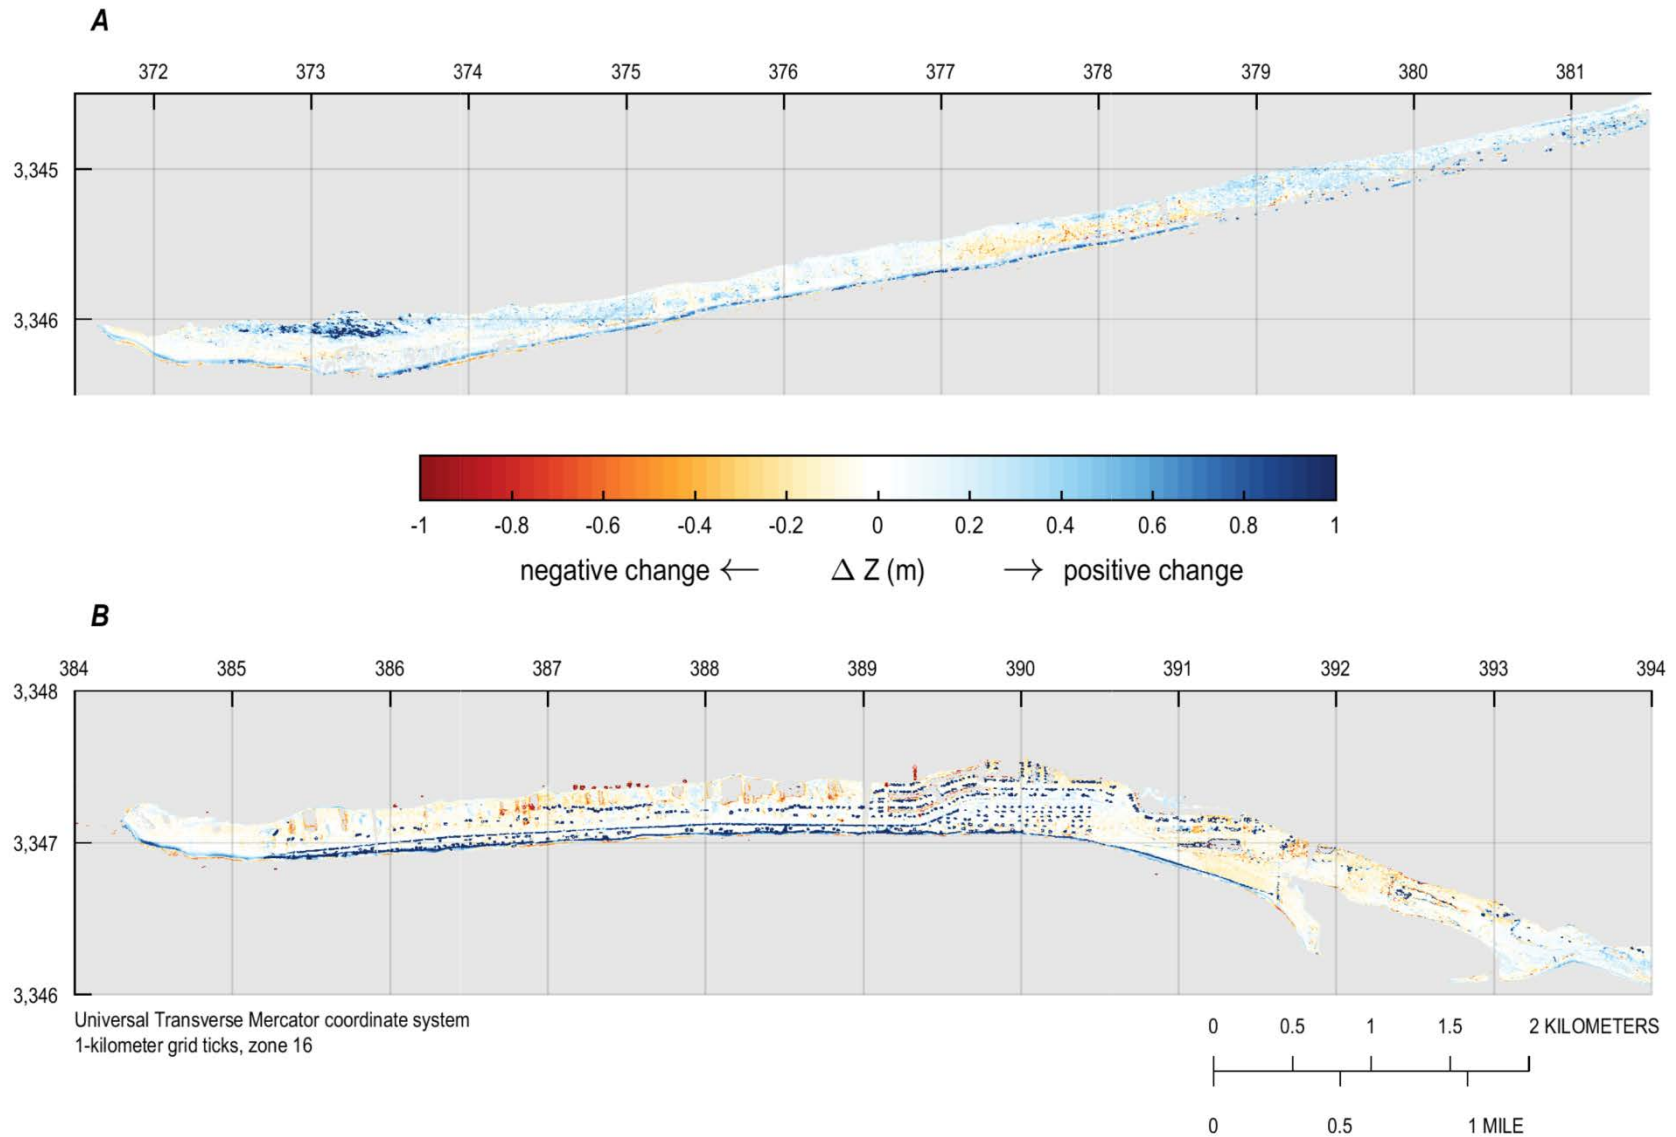 A
372 373 374 375 376 377 378 379 380 381
3,345
3,346
-1 -0.8 -0.6 -0.4 -0.2 0 0.2 0.4 0.6 0.8 1
negative change ← Δ Z (m) → positive change
B
384 385 386 387 388 389 390 391 392 393 394
3,348
3,347
3,346
Universal Transverse Mercator coordinate system
1-kilometer grid ticks, zone 16
0 0.5 1 1.5 2 KILOMETERS
0 0.5 1 MILE